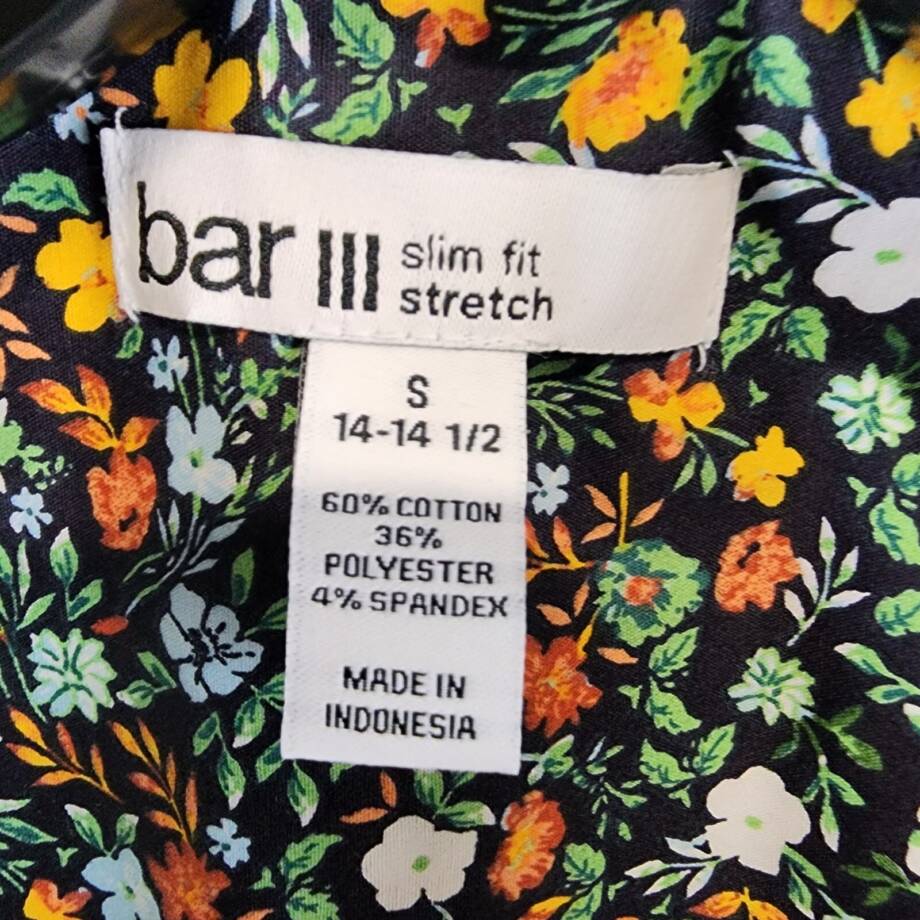 bar III slim fit
stretch
S
14-14 1/2
60% COTTON
36%
POLYESTER
4% SPANDEX
MADE IN
INDONESIA